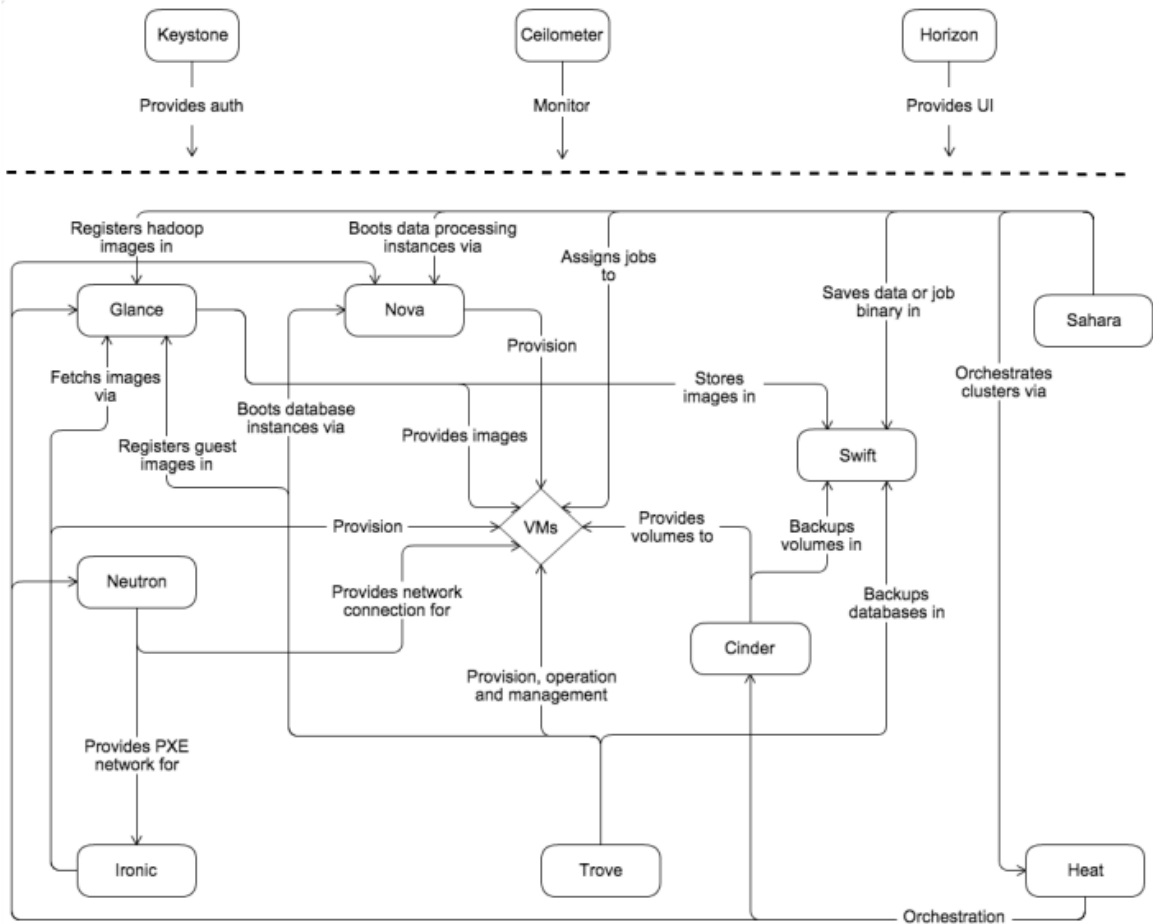 Keystone
Ceilometer
Horizon
Provides auth
Monitor
Provides UI
Registers hadoop
images in
Boots data processing
instances via
Assigns jobs
to
Saves data or job
binary in
Glance
Nova
Sahara
Provision
Fetchs images
via
Stores
images in
Orchestrates
clusters via
Boots database
instances via
Provides images
Registers guest
images in
Swift
Provision
VMs
Provides
volumes to
Backups
volumes in
Neutron
Provides network
connection for
Backups
databases in
Cinder
Provision, operation
and management
Provides PXE
network for
Ironic
Trove
Heat
Orchestration